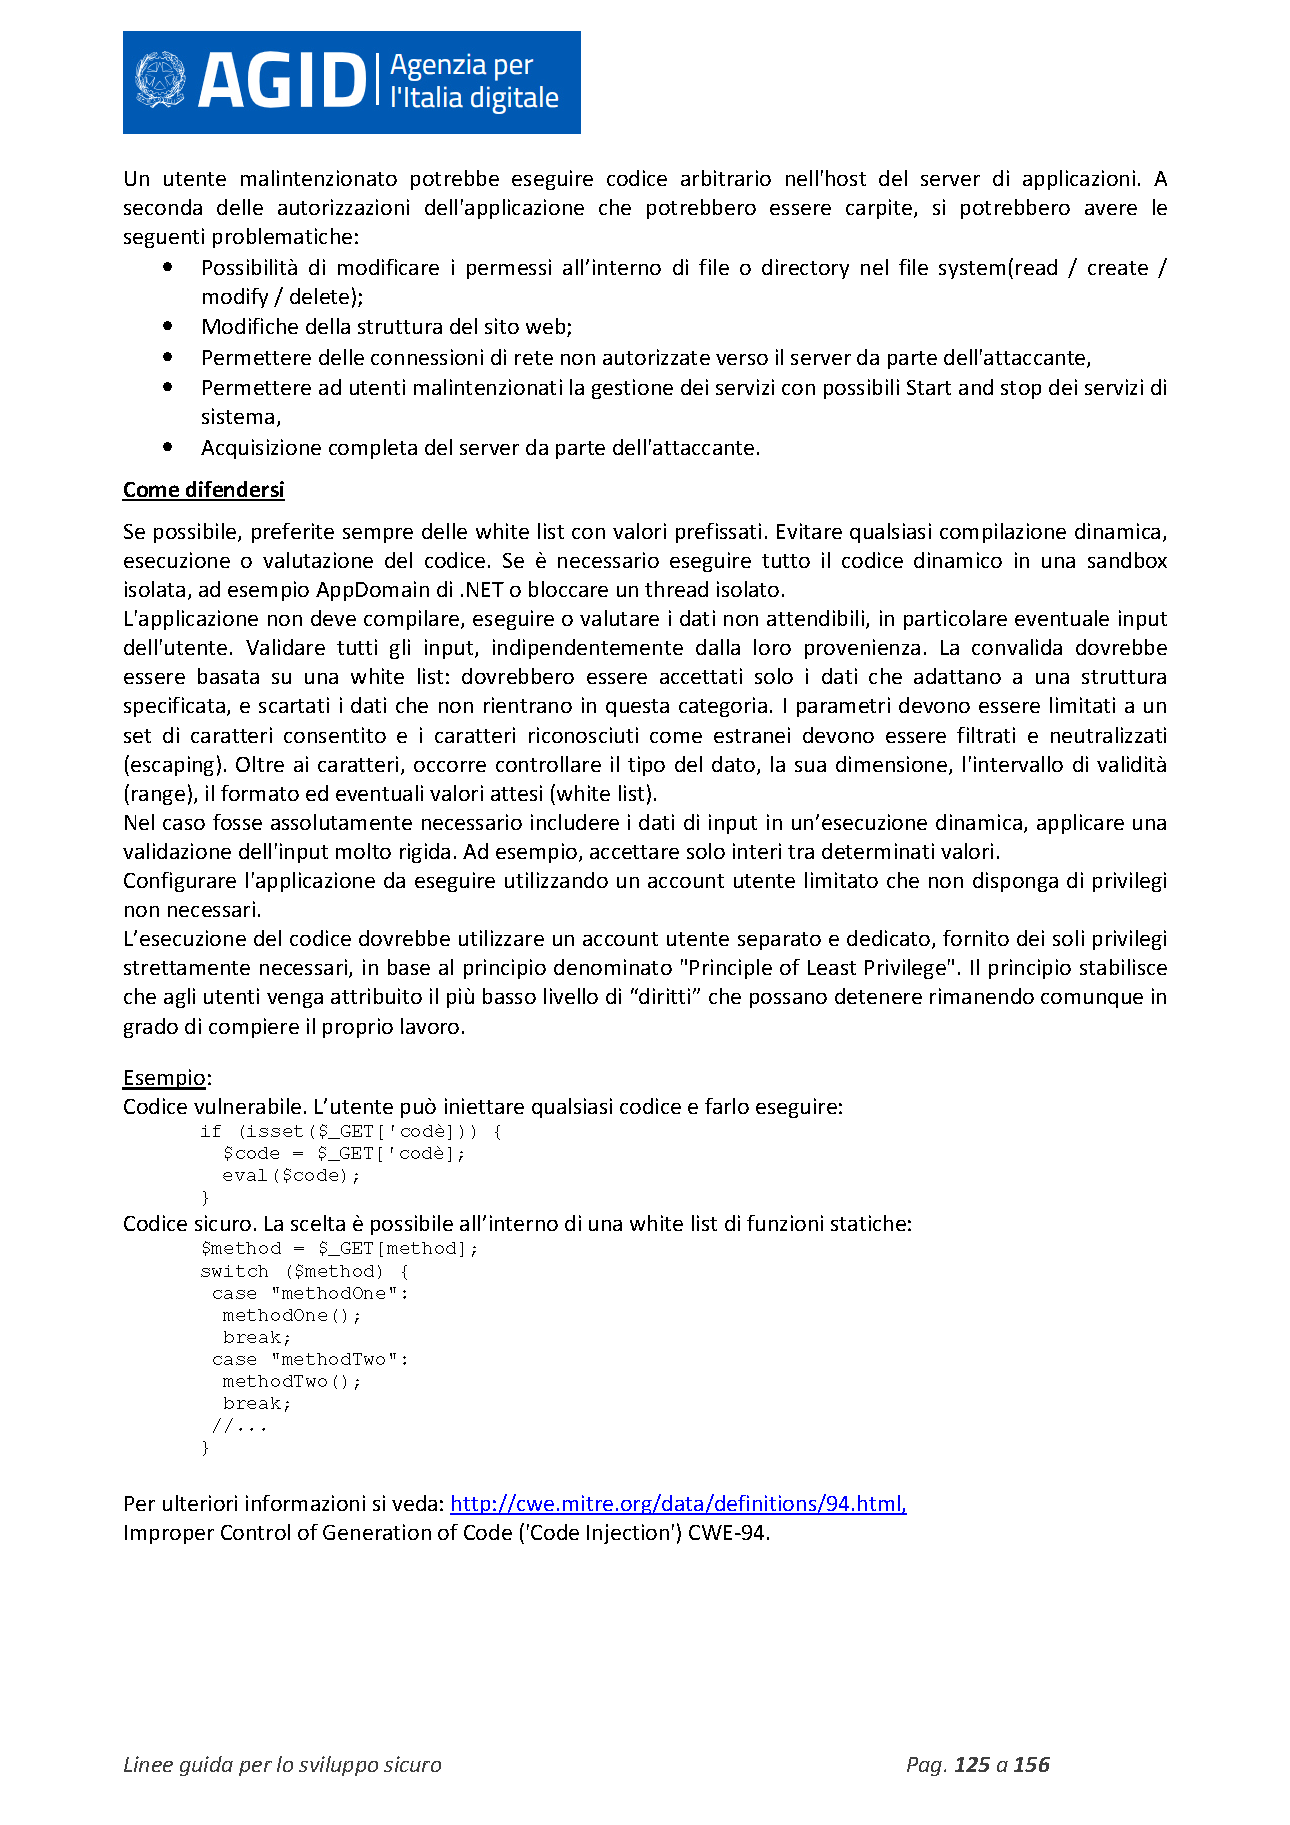 AGID Agenzia per
l'Italia digitale
Un utente malintenzionato potrebbe eseguire codice arbitrario nell'host del server di applicazioni. A
seconda delle autorizzazioni dell'applicazione che potrebbero essere carpite, si potrebbero avere le
seguenti problematiche:
• Possibilità di modificare i permessi all’interno di file o directory nel file system(read / create /
modify / delete);
• Modifiche della struttura del sito web;
• Permettere delle connessioni di rete non autorizzate verso il server da parte dell'attaccante,
• Permettere ad utenti malintenzionati la gestione dei servizi con possibili Start and stop dei servizi di
sistema,
• Acquisizione completa del server da parte dell'attaccante.
Come difendersi
Se possibile, preferite sempre delle white list con valori prefissati. Evitare qualsiasi compilazione dinamica,
esecuzione o valutazione del codice. Se è necessario eseguire tutto il codice dinamico in una sandbox
isolata, ad esempio AppDomain di .NET o bloccare un thread isolato.
L'applicazione non deve compilare, eseguire o valutare i dati non attendibili, in particolare eventuale input
dell'utente. Validare tutti gli input, indipendentemente dalla loro provenienza. La convalida dovrebbe
essere basata su una white list: dovrebbero essere accettati solo i dati che adattano a una struttura
specificata, e scartati i dati che non rientrano in questa categoria. I parametri devono essere limitati a un
set di caratteri consentito e i caratteri riconosciuti come estranei devono essere filtrati e neutralizzati
(escaping). Oltre ai caratteri, occorre controllare il tipo del dato, la sua dimensione, l'intervallo di validità
(range), il formato ed eventuali valori attesi (white list).
Nel caso fosse assolutamente necessario includere i dati di input in un’esecuzione dinamica, applicare una
validazione dell'input molto rigida. Ad esempio, accettare solo interi tra determinati valori.
Configurare l'applicazione da eseguire utilizzando un account utente limitato che non disponga di privilegi
non necessari.
L’esecuzione del codice dovrebbe utilizzare un account utente separato e dedicato, fornito dei soli privilegi
strettamente necessari, in base al principio denominato "Principle of Least Privilege". Il principio stabilisce
che agli utenti venga attribuito il più basso livello di “diritti” che possano detenere rimanendo comunque in
grado di compiere il proprio lavoro.
Esempio:
Codice vulnerabile. L’utente può iniettare qualsiasi codice e farlo eseguire:
if (isset($_GET['codè])) {
$code = $_GET['codè];
eval($code);
}
Codice sicuro. La scelta è possibile all’interno di una white list di funzioni statiche:
$method = $_GET[method];
switch ($method) {
case "methodOne":
methodOne();
break;
case "methodTwo":
methodTwo();
break;
//...
}
Per ulteriori informazioni si veda: http://cwe.mitre.org/data/definitions/94.html,
Improper Control of Generation of Code ('Code Injection') CWE-94.
Linee guida per lo sviluppo sicuro Pag. 125 a 156